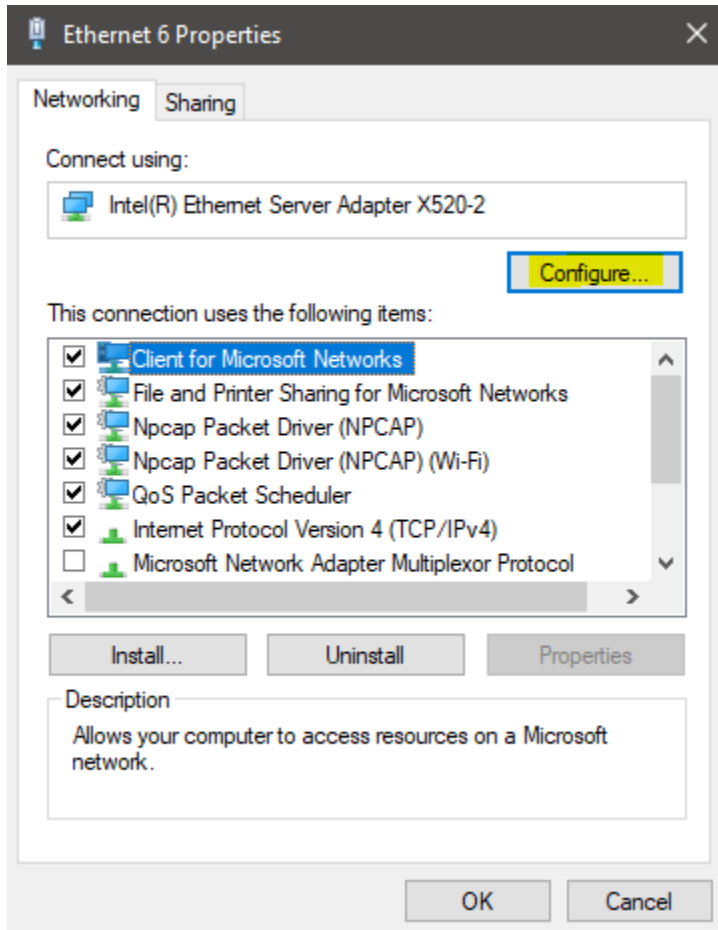 Ethernet 6 Properties
Networking
Sharing
Connect using:
Intel(R) Ethernet Server Adapter X520-2
Configure...
This connection uses the following items:
Client for Microsoft Networks
File and Printer Sharing for Microsoft Networks
Npcap Packet Driver (NPCAP)
Npcap Packet Driver (NPCAP) (Wi-Fi)
QoS Packet Scheduler
Internet Protocol Version 4 (TCP/IPv4)
Microsoft Network Adapter Multiplexor Protocol
Install...
Uninstall
Properties
Description
Allows your computer to access resources on a Microsoft
network.
OK
Cancel